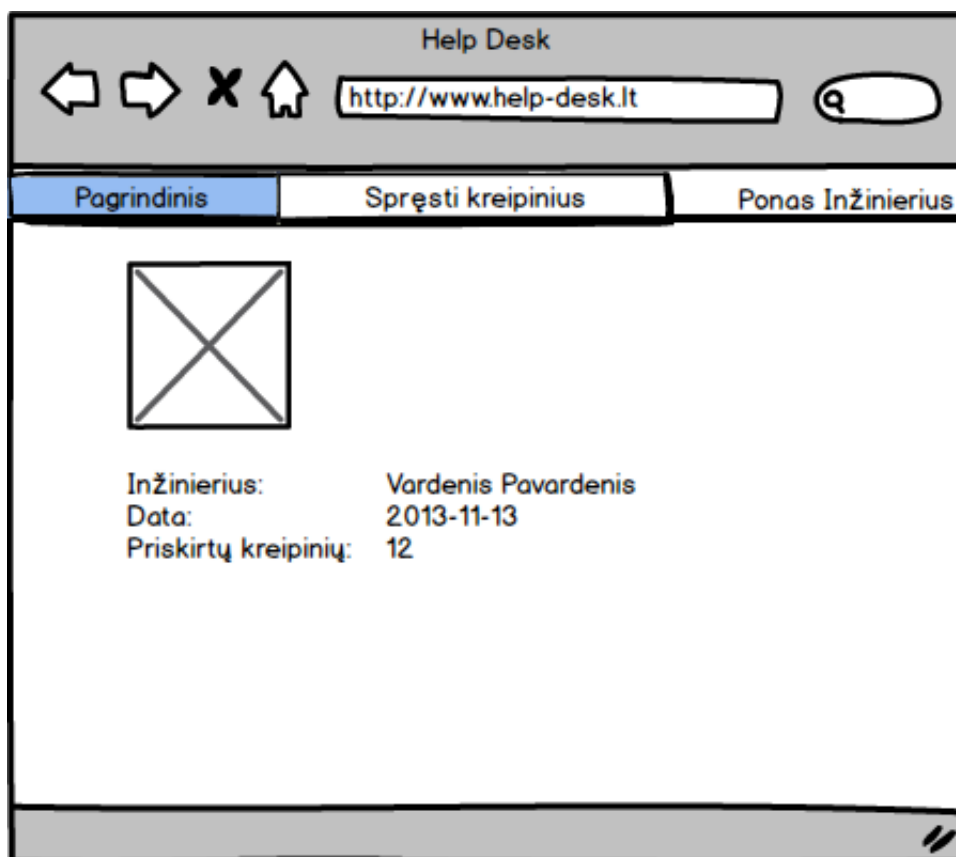 Help Desk
http://www.help-desk.lt
Pagrindinis Spręsti kreipinius Ponas Inžinierius
Inžinierius: Vardenis Pavardenis
Data: 2013-11-13
Priskirtų kreipinių: 12